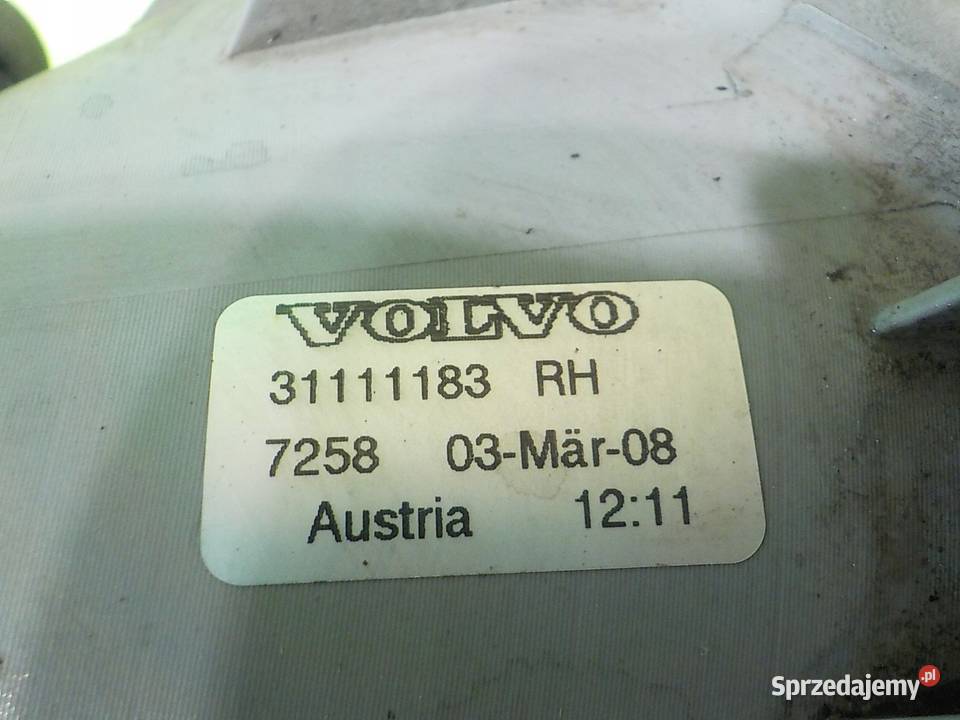 VOLVO
31111183 RH
7258 03-Mär-08
Austria 12:11
Sprzedajemy.pl